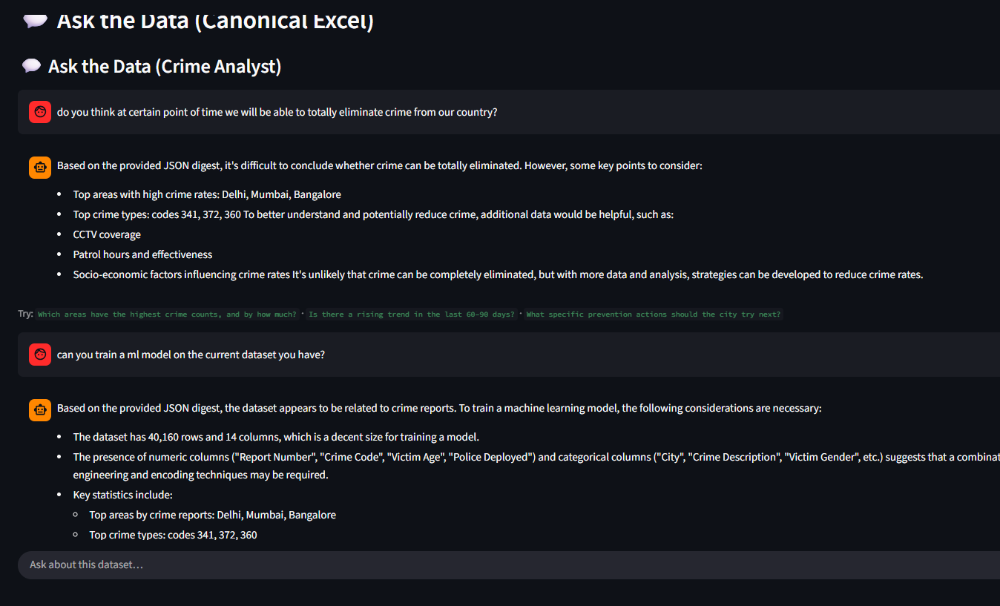 Ask the Data (Canonical Excel)
Ask the Data (Crime Analyst)
do you think at certain point of time we will be able to totally eliminate crime from our country?
Based on the provided JSON digest, it's difficult to conclude whether crime can be totally eliminated. However, some key points to consider:
• Top areas with high crime rates: Delhi, Mumbai, Bangalore
• Top crime types: codes 341, 372, 360 To better understand and potentially reduce crime, additional data would be helpful, such as:
• CCTV coverage
• Patrol hours and effectiveness
• Socio-economic factors influencing crime rates It's unlikely that crime can be completely eliminated, but with more data and analysis, strategies can be developed to reduce crime rates.
Try: Which areas have the highest crime counts, and by how much? · Is there a rising trend in the last 60–90 days? · What specific prevention actions should the city try next?
can you train a ml model on the current dataset you have?
Based on the provided JSON digest, the dataset appears to be related to crime reports. To train a machine learning model, the following considerations are necessary:
• The dataset has 40,160 rows and 14 columns, which is a decent size for training a model.
• The presence of numeric columns ("Report Number", "Crime Code", "Victim Age", "Police Deployed") and categorical columns ("City", "Crime Description", "Victim Gender", etc.) suggests that a combinat
engineering and encoding techniques may be required.
• Key statistics include:
○ Top areas by crime reports: Delhi, Mumbai, Bangalore
○ Top crime types: codes 341, 372, 360
Ask about this dataset…